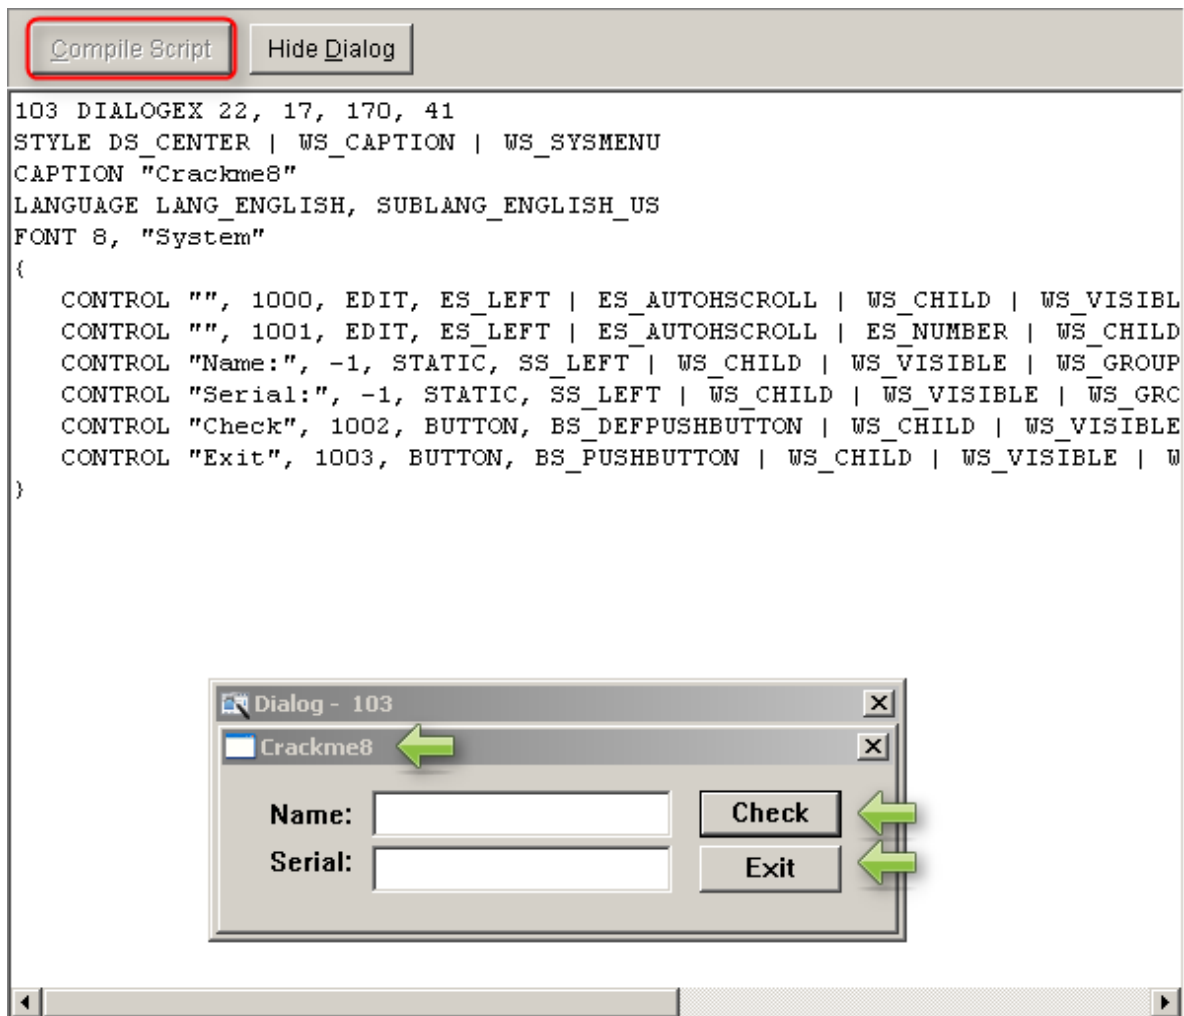 Compile Script Hide Dialog
103 DIALOGEX 22, 17, 170, 41
STYLE DS_CENTER | WS_CAPTION | WS_SYSMENU
CAPTION "Crackme8"
LANGUAGE LANG_ENGLISH, SUBLANG_ENGLISH_US
FONT 8, "System"
{
CONTROL "", 1000, EDIT, ES_LEFT | ES_AUTOHSCROLL | WS_CHILD | WS_VISIBL
CONTROL "", 1001, EDIT, ES_LEFT | ES_AUTOHSCROLL | ES_NUMBER | WS_CHILD
CONTROL "Name:", -1, STATIC, SS_LEFT | WS_CHILD | WS_VISIBLE | WS_GROUP
CONTROL "Serial:", -1, STATIC, SS_LEFT | WS_CHILD | WS_VISIBLE | WS_GRO
CONTROL "Check", 1002, BUTTON, BS_DEFPUSHBUTTON | WS_CHILD | WS_VISIBLE
CONTROL "Exit", 1003, BUTTON, BS_PUSHBUTTON | WS_CHILD | WS_VISIBLE | W
}
Dialog - 103
Crackme8
Name: Check
Serial: Exit